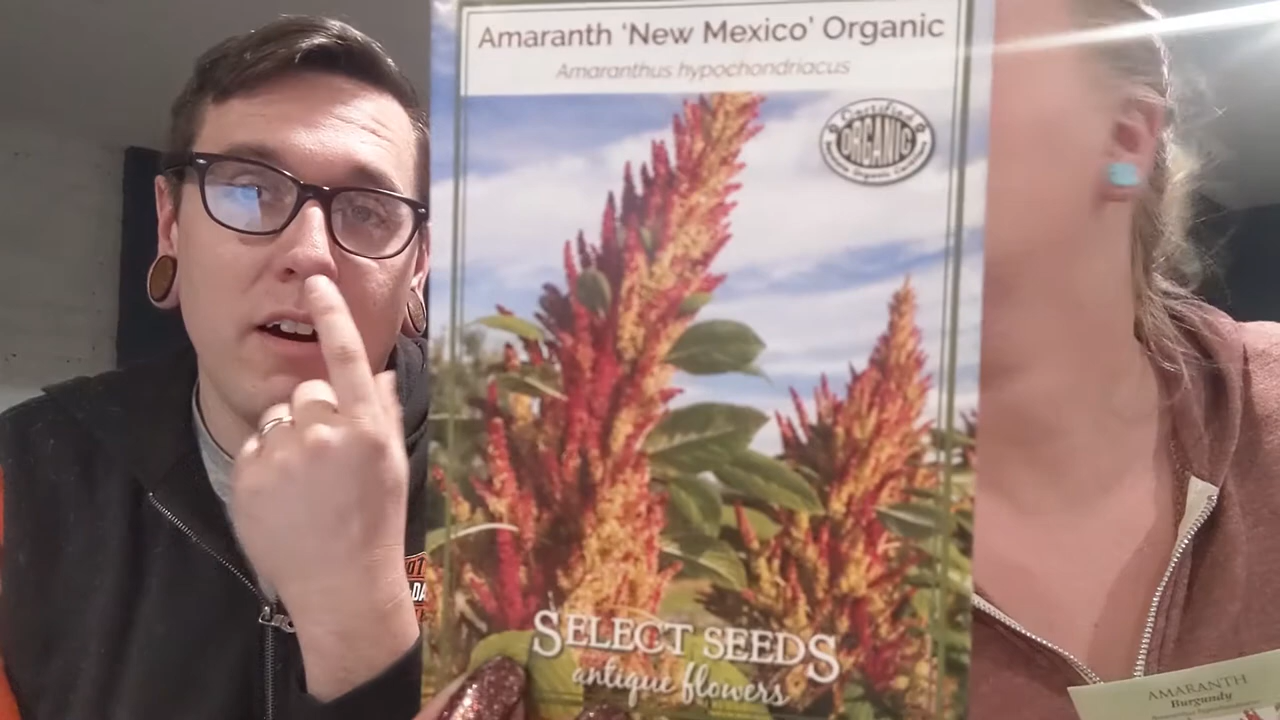 Amaranth ‘New Mexico’ Organic
Amaranthus hypochondriacus
Certified
ORGANIC
SELECT SEEDS
antique flowers
AMARANTH
Burgundy